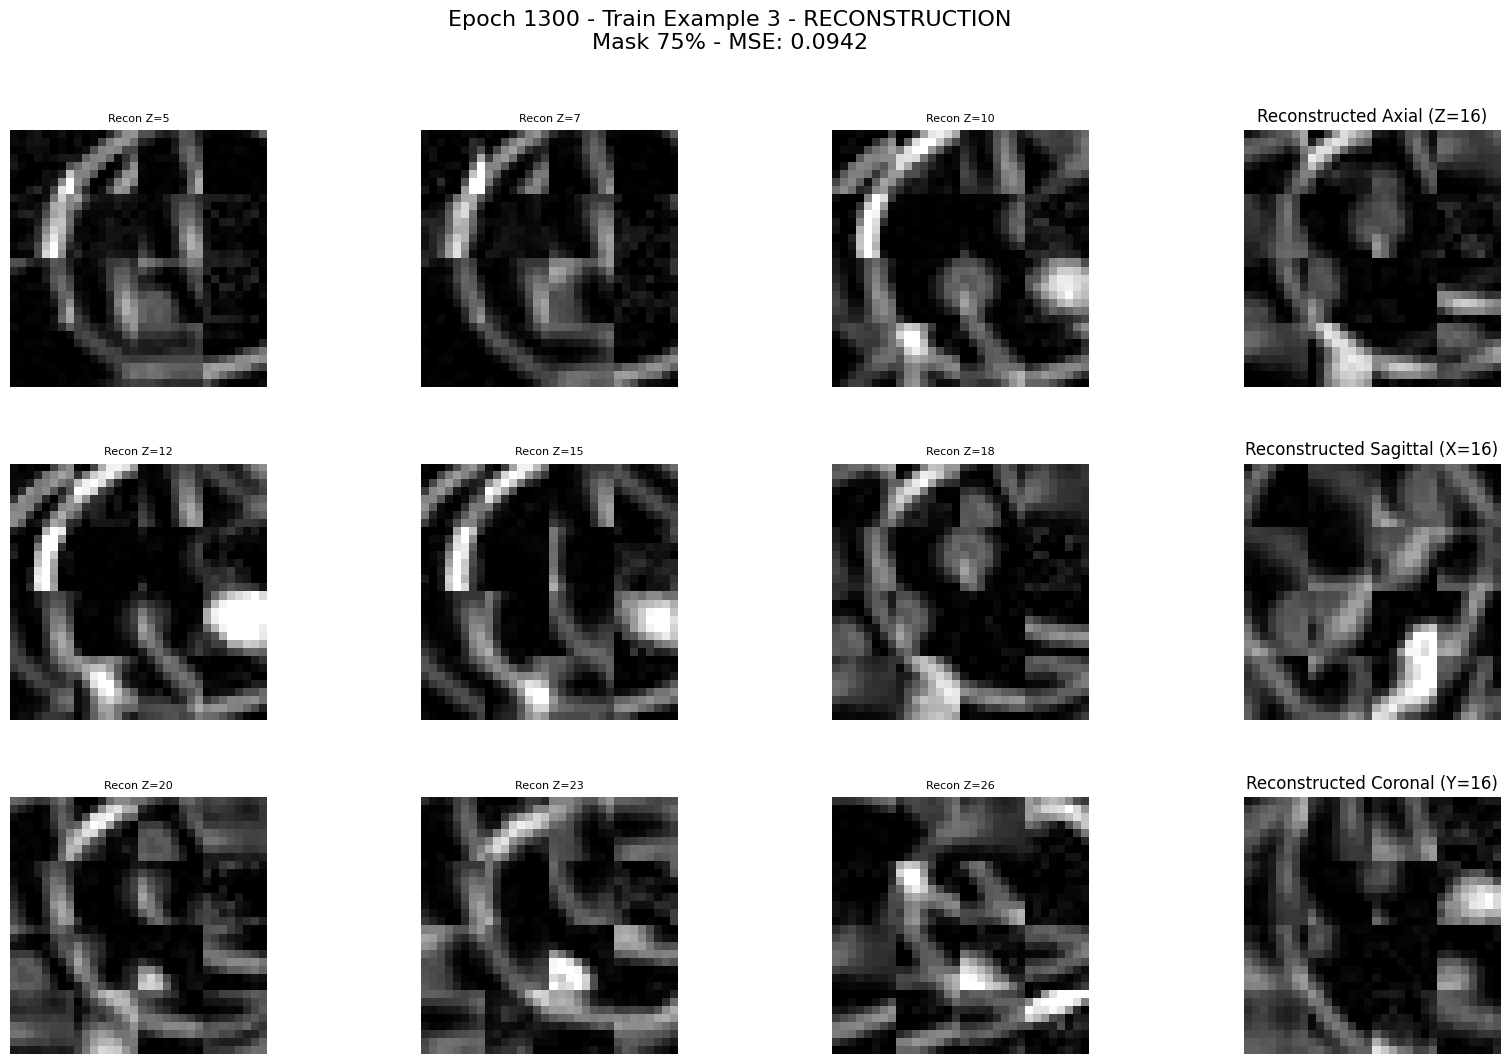 Epoch 1300 - Train Example 3 - RECONSTRUCTION
Mask 75% - MSE: 0.0942
Recon Z=5
Recon Z=7
Recon Z=10
Reconstructed Axial (Z=16)
Recon Z=12
Recon Z=15
Recon Z=18
Reconstructed Sagittal (X=16)
Recon Z=20
Recon Z=23
Recon Z=26
Reconstructed Coronal (Y=16)